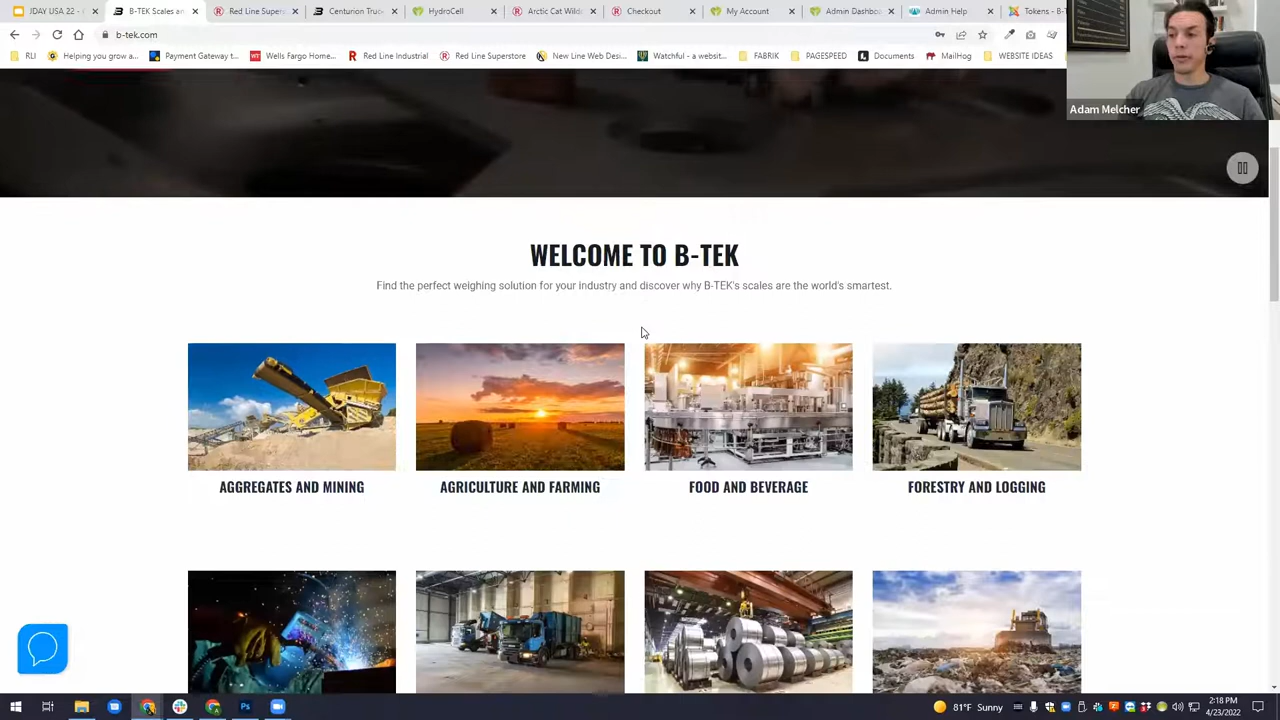 JDAY USA 22 - (
B-TEK Scales an
Red Line Supers
Centurion Truc
HydroCell
Arctic Cat Wild
Checkout
My Account
Admin Dashbo
Admin Help
Tokens - B-T
b-tek.com
RLI
Helping you grow a...
Payment Gateway t...
Wells Fargo Home...
Red Line Industrial
Red Line Superstore
New Line Web Desi...
Watchful - a websit...
FABRIK
PAGESPEED
Documents
MailHog
WEBSITE IDEAS
Adam Melcher
WELCOME TO B-TEK
Find the perfect weighing solution for your industry and discover why B-TEK's scales are the world's smartest.
AGGREGATES AND MINING
AGRICULTURE AND FARMING
FOOD AND BEVERAGE
FORESTRY AND LOGGING
81°F Sunny
2:18 PM
4/23/2022